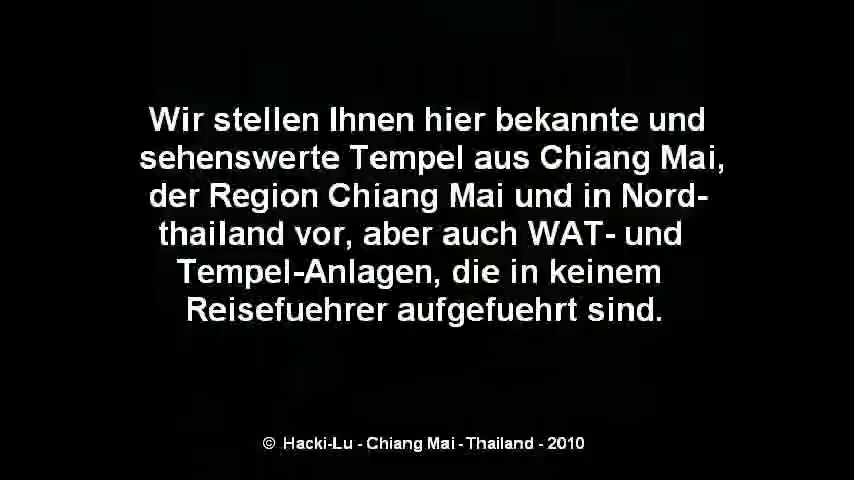 Wir stellen Ihnen hier bekannte und
sehenswerte Tempel aus Chiang Mai,
der Region Chiang Mai und in Nord-
thailand vor, aber auch WAT- und
Tempel-Anlagen, die in keinem
Reisefuehrer aufgefuehrt sind.
© Hacki-Lu - Chiang Mai - Thailand - 2010